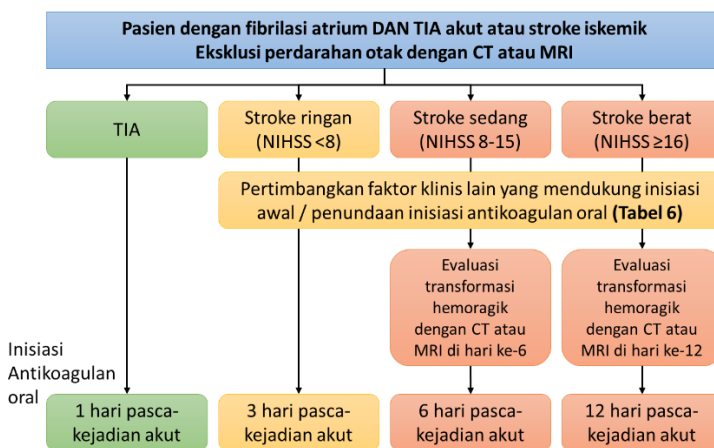 Pasien dengan fibrilasi atrium DAN TIA akut atau stroke iskemik
Eksklusi perdarahan otak dengan CT atau MRI
TIA
Stroke ringan
(NIHSS <8)
Stroke sedang
(NIHSS 8-15)
Stroke berat
(NIHSS ≥16)
Pertimbangkan faktor klinis lain yang mendukung inisiasi
awal / penundaan inisiasi antikoagulan oral (Tabel 6)
Evaluasi
transformasi
hemoragik
dengan CT atau
MRI di hari ke-6
Evaluasi
transformasi
hemoragik
dengan CT atau
MRI di hari ke-12
Inisiasi
Antikoagulan
oral
1 hari pasca-
kejadian akut
3 hari pasca-
kejadian akut
6 hari pasca-
kejadian akut
12 hari pasca-
kejadian akut